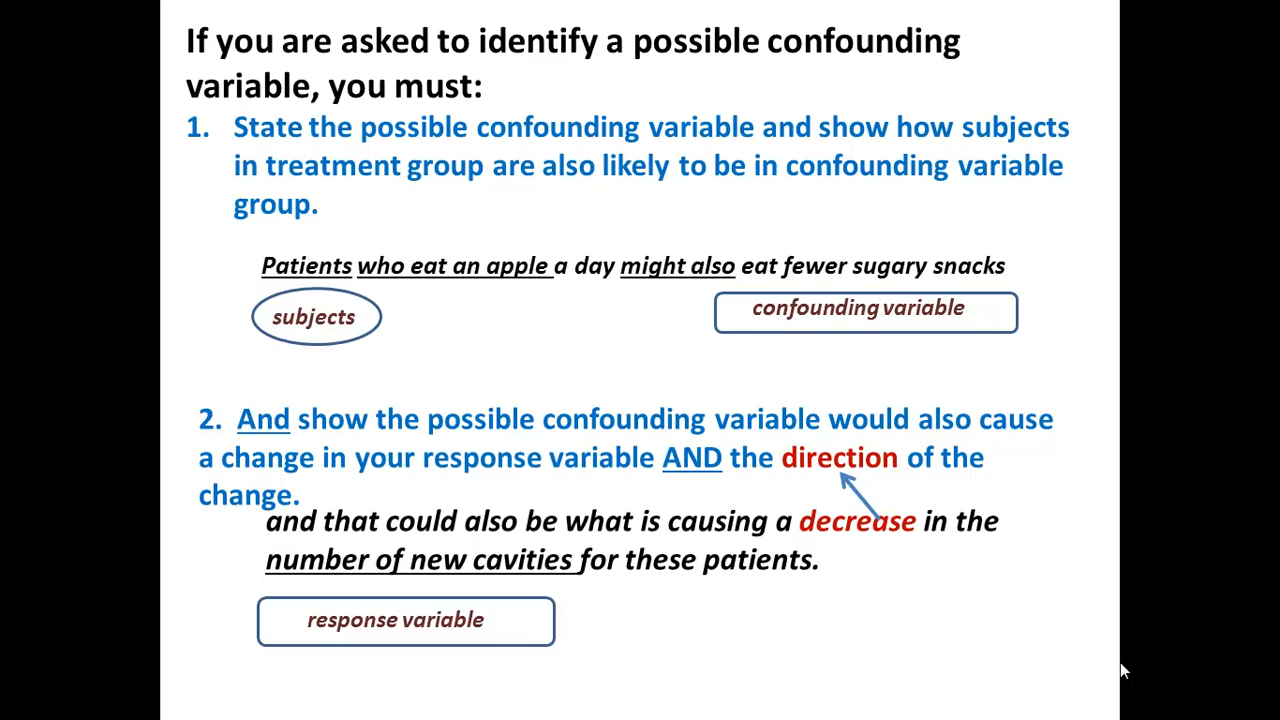 If you are asked to identify a possible confounding
variable, you must:
1. State the possible confounding variable and show how subjects
in treatment group are also likely to be in confounding variable
group.
Patients who eat an apple a day might also eat fewer sugary snacks
subjects
confounding variable
2. And show the possible confounding variable would also cause
a change in your response variable AND the direction of the
change.
and that could also be what is causing a decrease in the
number of new cavities for these patients.
response variable